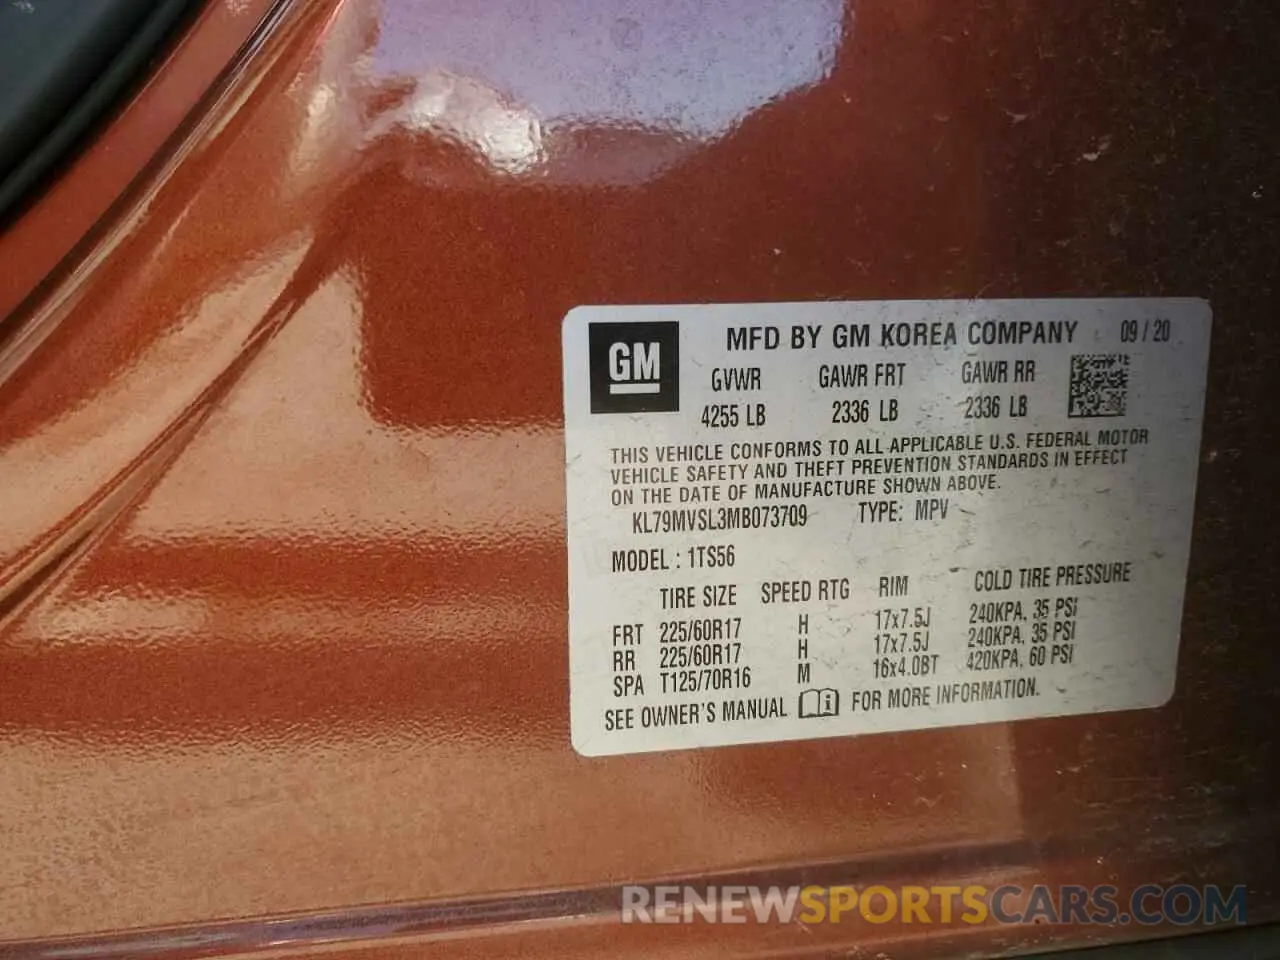 GM
MFD BY GM KOREA COMPANY 09/20
GVWR GAWR FRT GAWR RR
4255 LB 2336 LB 2336 LB
THIS VEHICLE CONFORMS TO ALL APPLICABLE U.S. FEDERAL MOTOR
VEHICLE SAFETY AND THEFT PREVENTION STANDARDS IN EFFECT
ON THE DATE OF MANUFACTURE SHOWN ABOVE.
KL79MVSL3MB073709 TYPE: MPV
MODEL : 1TS56
TIRE SIZE SPEED RTG RIM COLD TIRE PRESSURE
FRT 225/60R17 H 17x7.5J 240KPA, 35 PSI
RR 225/60R17 H 17x7.5J 240KPA, 35 PSI
SPA T125/70R16 M 16x4.0BT 420KPA, 60 PSI
SEE OWNER'S MANUAL FOR MORE INFORMATION.
RENEWSPORTSCARS.COM